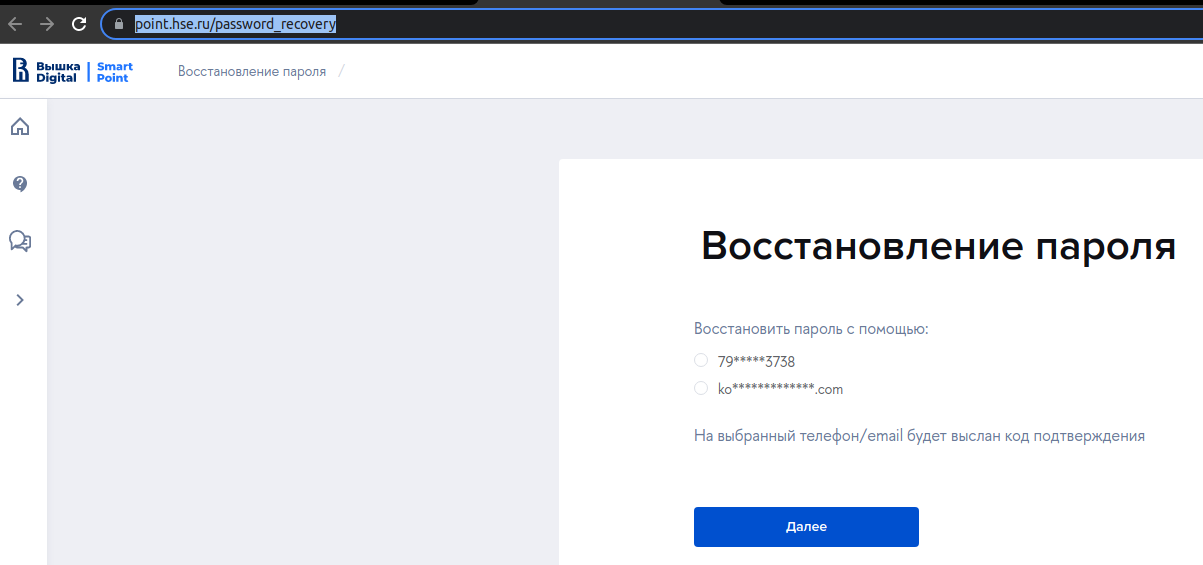 point.hse.ru/password_recovery
Вышка Digital | Smart Point
Восстановление пароля /
Восстановление пароля
Восстановить пароль с помощью:
79*****3738
ko*************.com
На выбранный телефон/email будет выслан код подтверждения
Далее